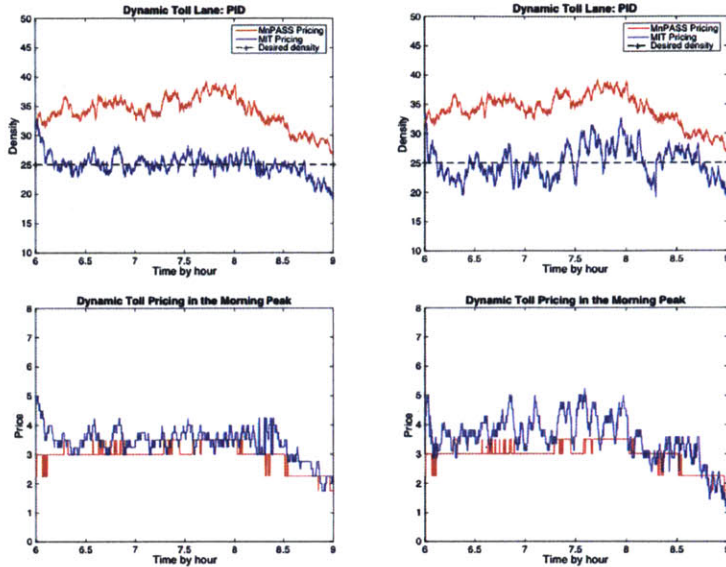 Dynamic Toll Lane: PID
50
45
40
35
30
25
20
15
10
Density
MnPASS Pricing
MIT Pricing
Desired density
6 6.5 7 7.5 8 8.5 9
Time by hour
Dynamic Toll Lane: PID
50
45
40
35
30
25
20
15
10
Density
MnPASS Pricing
MIT Pricing
Desired density
6 6.5 7 7.5 8 8.5 9
Time by hour
Dynamic Toll Pricing in the Morning Peak
8
7
6
5
4
3
2
1
0
Price
6 6.5 7 7.5 8 8.5 9
Time by hour
Dynamic Toll Pricing in the Morning Peak
8
7
6
5
4
3
2
1
0
Price
6 6.5 7 7.5 8 8.5 9
Time by hour